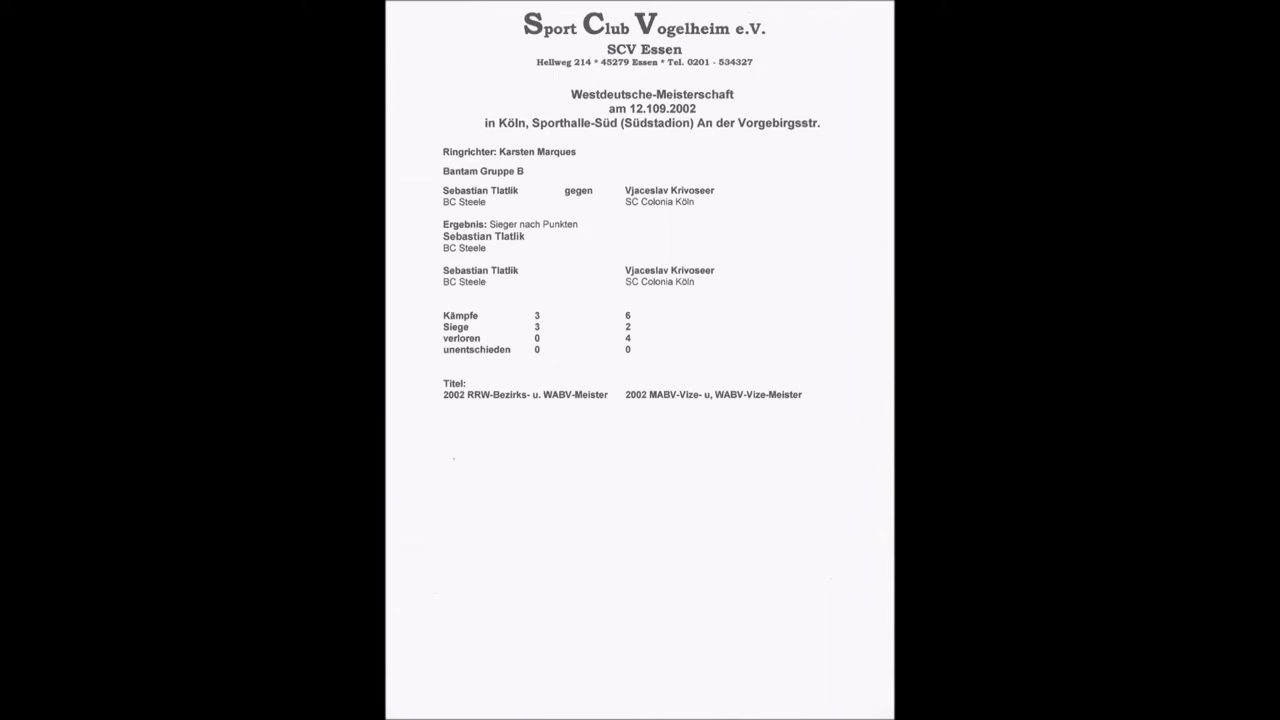 Sport Club Vogelheim e.V.
SCV Essen
Hellweg 214 * 45279 Essen * Tel. 0201 - 534327
Westdeutsche-Meisterschaft
am 12.109.2002
in Köln, Sporthalle-Süd (Südstadion) An der Vorgebirgsstr.
Ringrichter: Karsten Marques
Bantam Gruppe B
Sebastian Tlatlik gegen Vjaceslav Krivoseer
BC Steele SC Colonia Köln
Ergebnis: Sieger nach Punkten
Sebastian Tlatlik
BC Steele
Sebastian Tlatlik Vjaceslav Krivoseer
BC Steele SC Colonia Köln
Kämpfe 3 6
Siege 3 2
verloren 0 4
unentschieden 0 0
Titel:
2002 RRW-Bezirks- u. WABV-Meister 2002 MABV-Vize- u, WABV-Vize-Meister